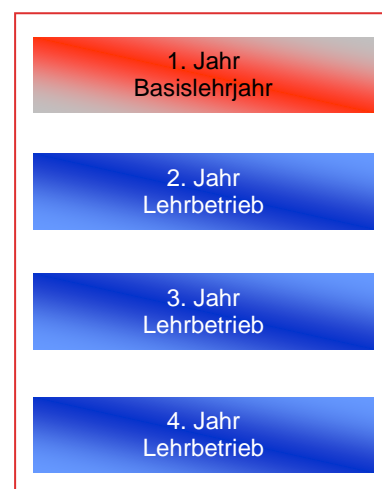 1. Jahr
Basislehrjahr
2. Jahr
Lehrbetrieb
3. Jahr
Lehrbetrieb
4. Jahr
Lehrbetrieb